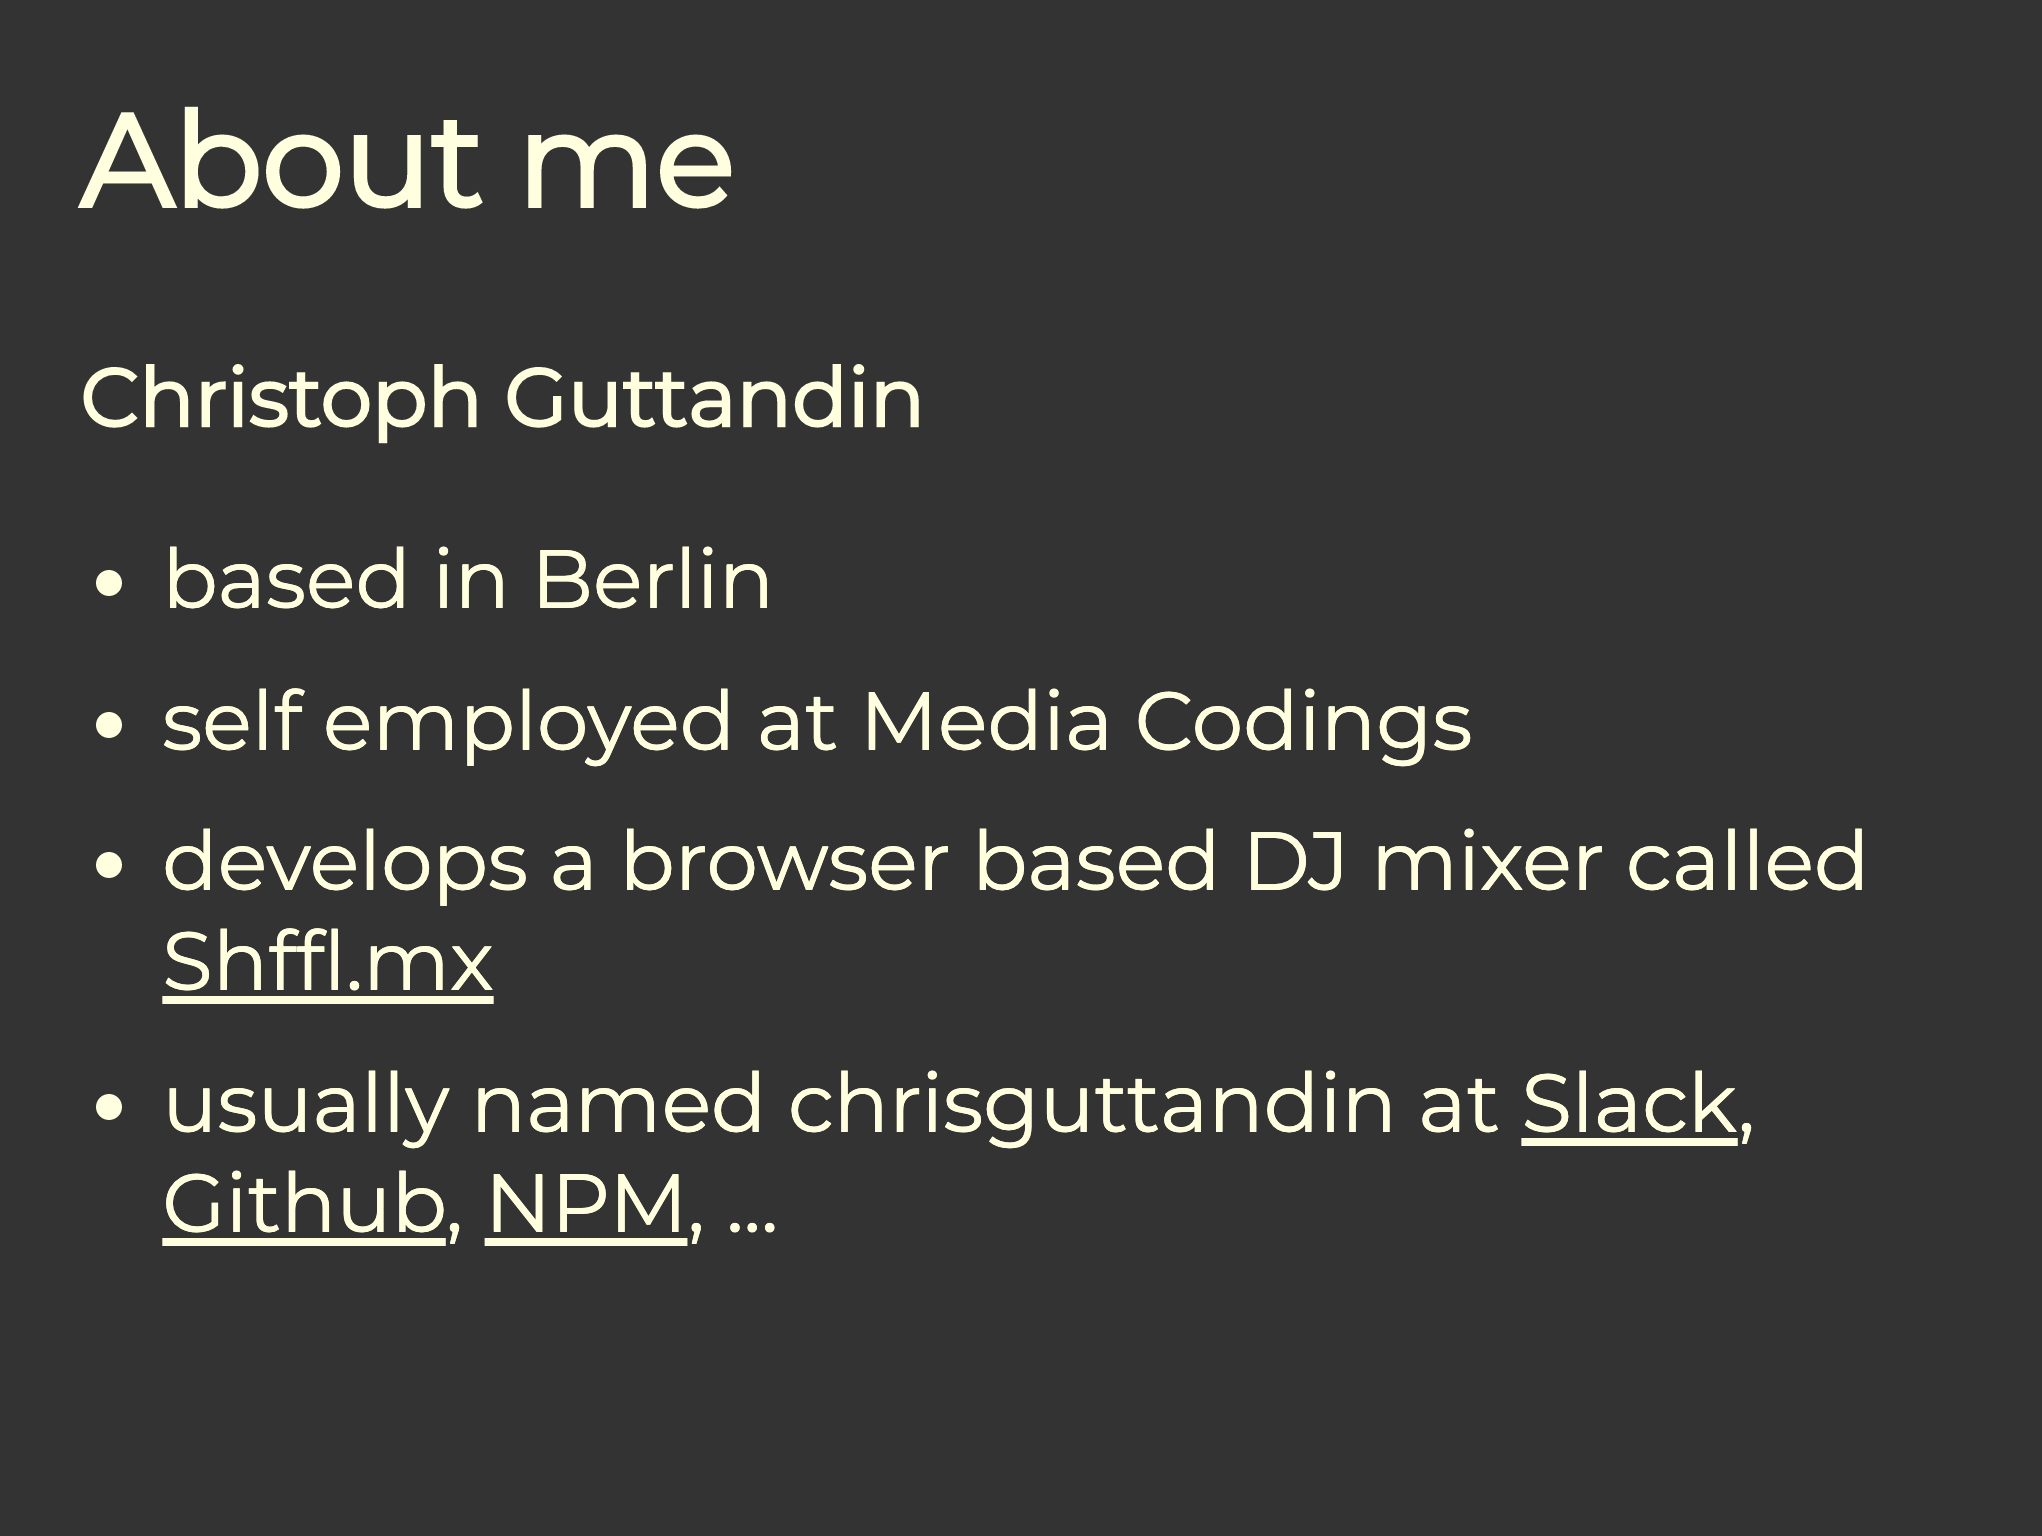 About me
Christoph Guttandin
• based in Berlin
• self employed at Media Codings
• develops a browser based DJ mixer called
Shffl.mx
• usually named chrisguttandin at Slack,
Github, NPM, ...